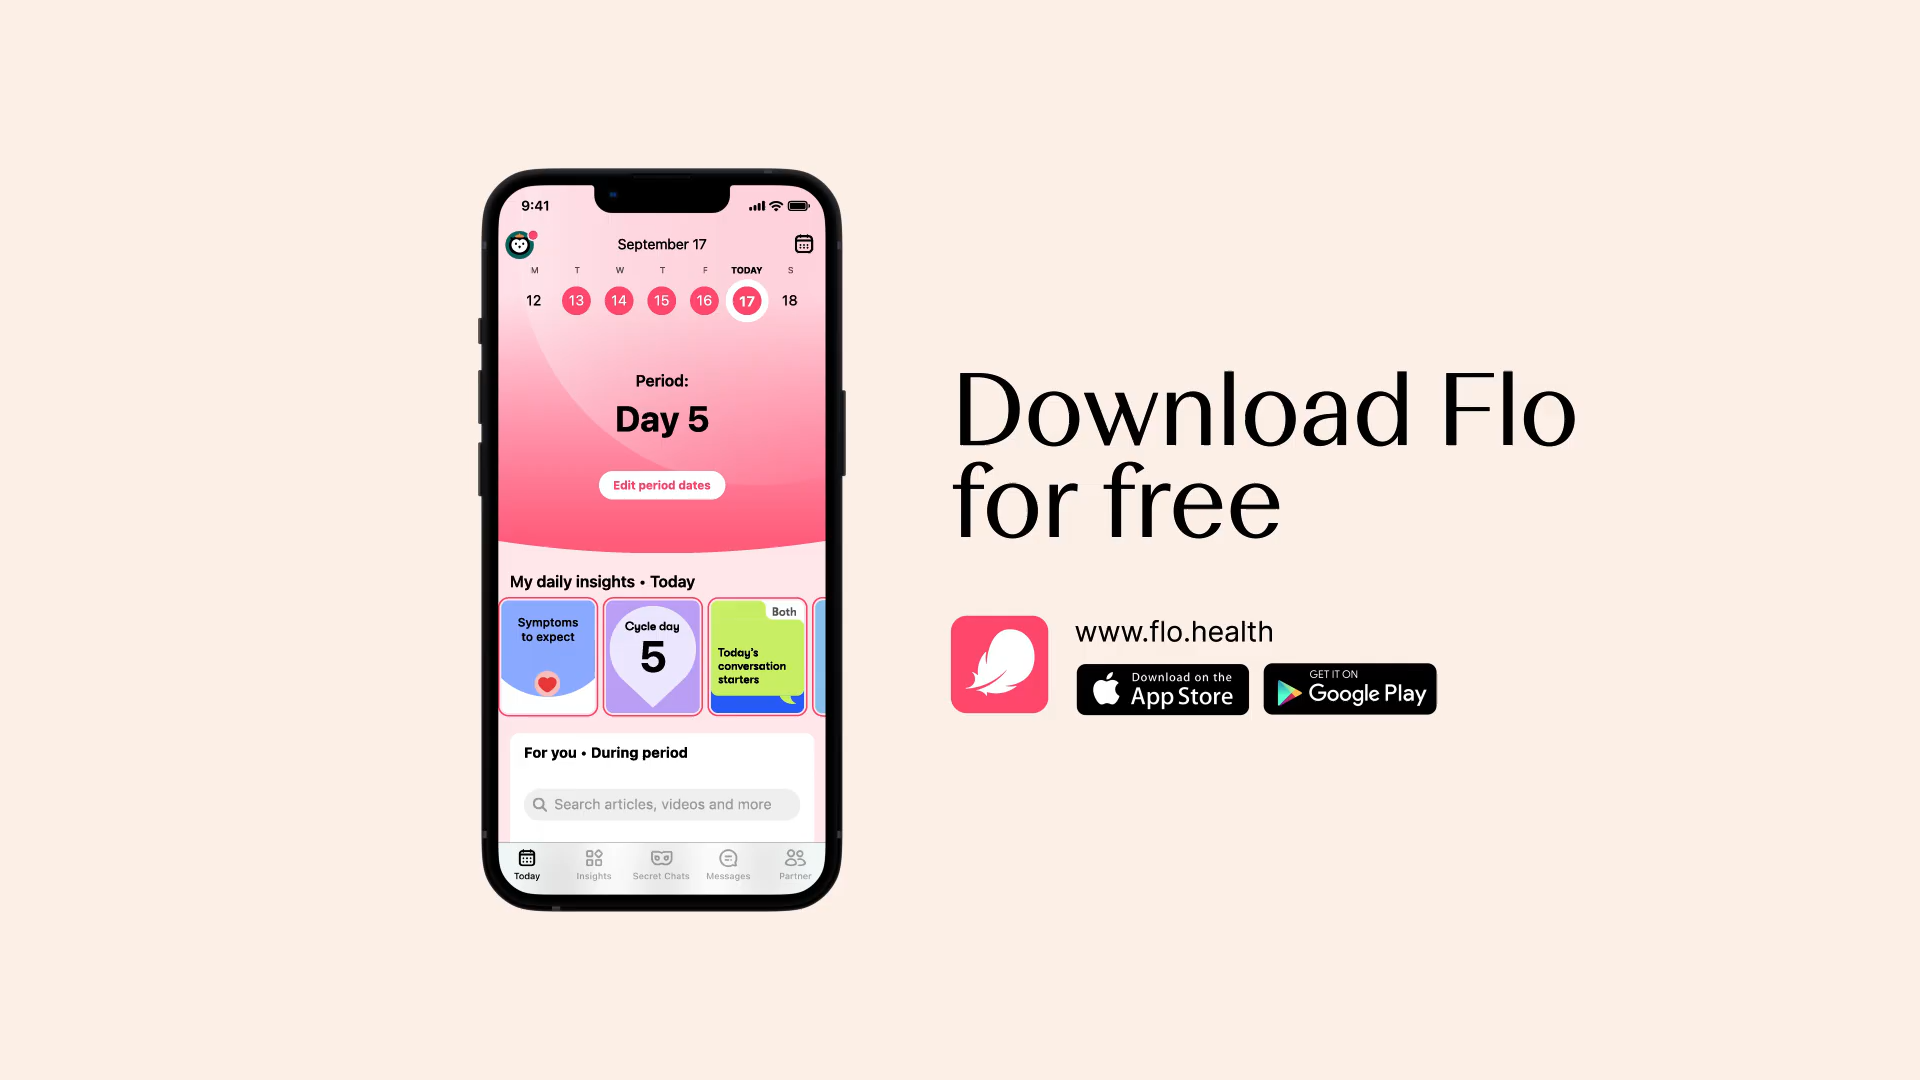 9:41
September 17
M T W T F TODAY S
12 13 14 15 16 17 18
Period:
Day 5
Edit period dates
My daily insights • Today
Symptoms
to expect
Cycle day
5
Both
Today's
conversation
starters
For you • During period
Search articles, videos and more
Today Insights Secret Chats Messages Partner
Download Flo
for free
www.flo.health
Download on the
App Store
GET IT ON
Google Play